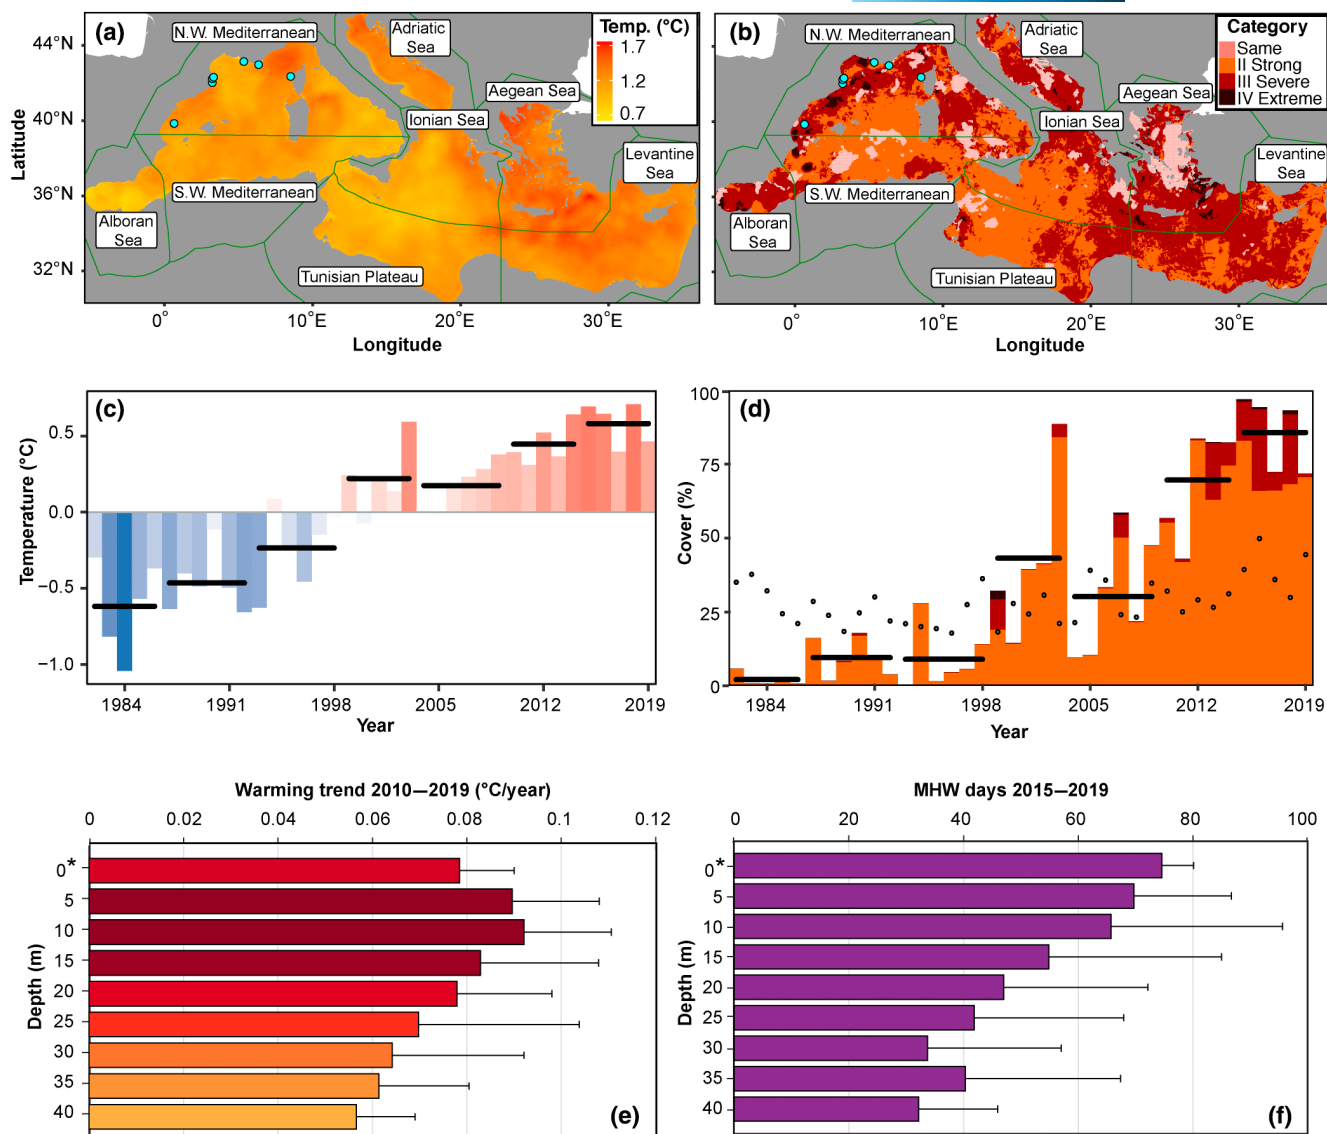 (a)
N.W. Mediterranean
Adriatic
Sea
Temp. (°C)
1.7
1.2
0.7
Aegean Sea
Ionian Sea
Levantine
Sea
S.W. Mediterranean
Alboran
Sea
Tunisian Plateau
44°N
40°N
36°N
32°N
Latitude
0°
10°E
20°E
30°E
Longitude
(b)
N.W. Mediterranean
Adriatic
Sea
Category
Same
II Strong
III Severe
IV Extreme
Aegean Sea
Ionian Sea
Levantine
Sea
S.W. Mediterranean
Alboran
Sea
Tunisian Plateau
0°
10°E
20°E
30°E
Longitude
(c)
0.5
0.0
−0.5
−1.0
Temperature (°C)
1984
1991
1998
2005
2012
2019
Year
(d)
100
75
50
25
0
Cover (%)
1984
1991
1998
2005
2012
2019
Year
Warming trend 2010—2019 (°C/year)
0
0.02
0.04
0.06
0.08
0.1
0.12
0*
5
10
15
20
25
30
35
40
Depth (m)
(e)
MHW days 2015—2019
0
20
40
60
80
100
0*
5
10
15
20
25
30
35
40
Depth (m)
(f)